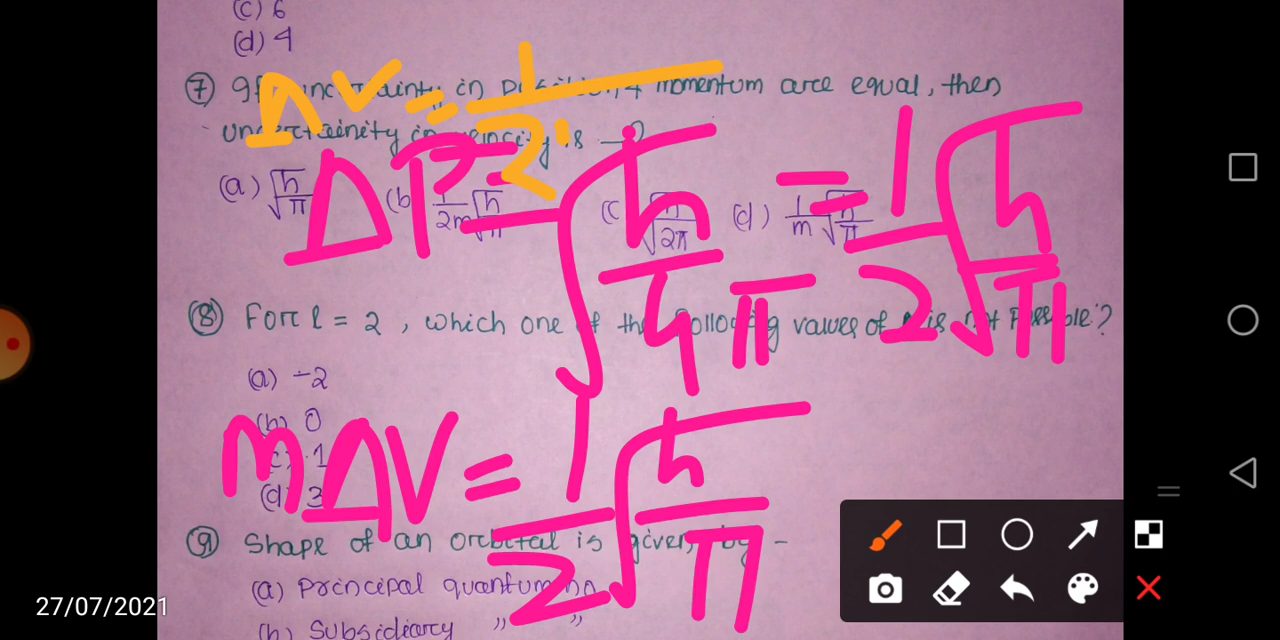 (c) 6
(d) 4
⑦ If uncertainty in position & momentum are equal, then
uncertainity in velocity is —?
(a) √h/π (b) 1/2m √h/π (c) √h/2π (d) 1/m √h/π
ΔV = 1/2
ΔP = √h/4π = 1/2 √h/π
⑧ For l = 2, which one of the following values of is not possible?
(a) -2
(b) 0
(c) 1
(d) 3
mΔV = 1/2 √h/π
⑨ Shape of an orbital is given by -
(a) Principal quantum no
(b) Subsidiary " "
27/07/2021